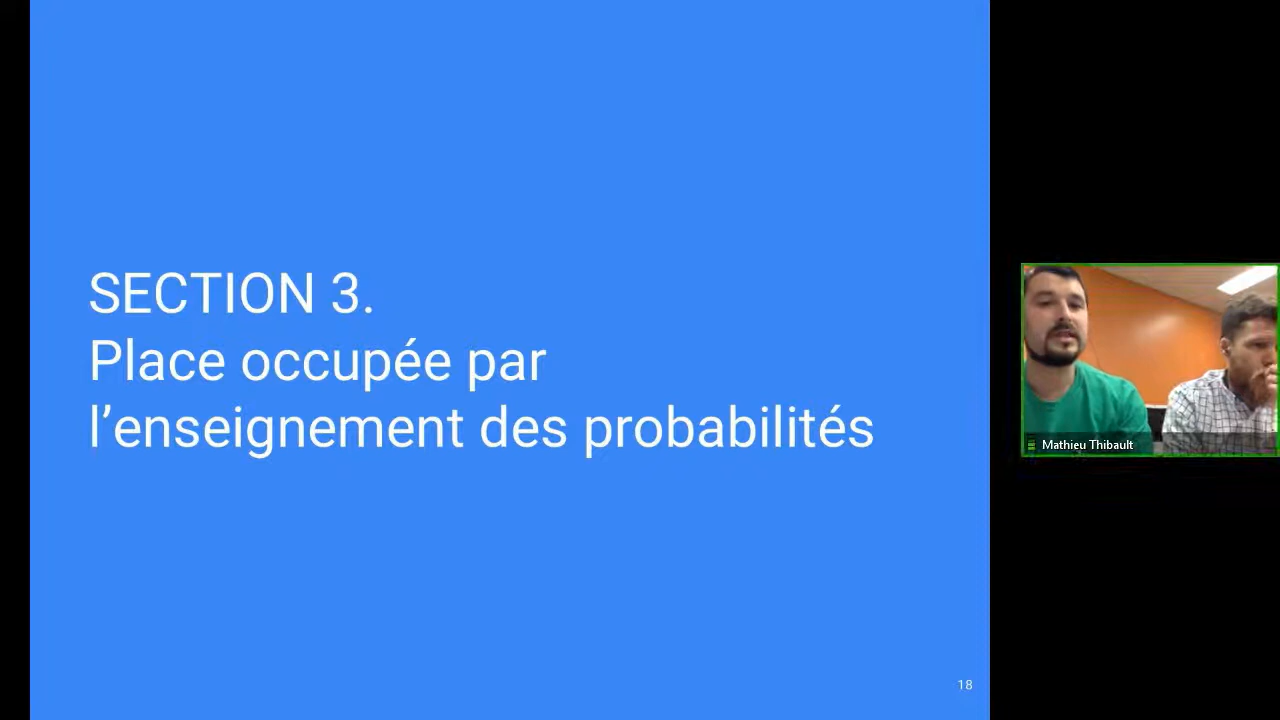 SECTION 3.
Place occupée par
l’enseignement des probabilités
18
Mathieu Thibault